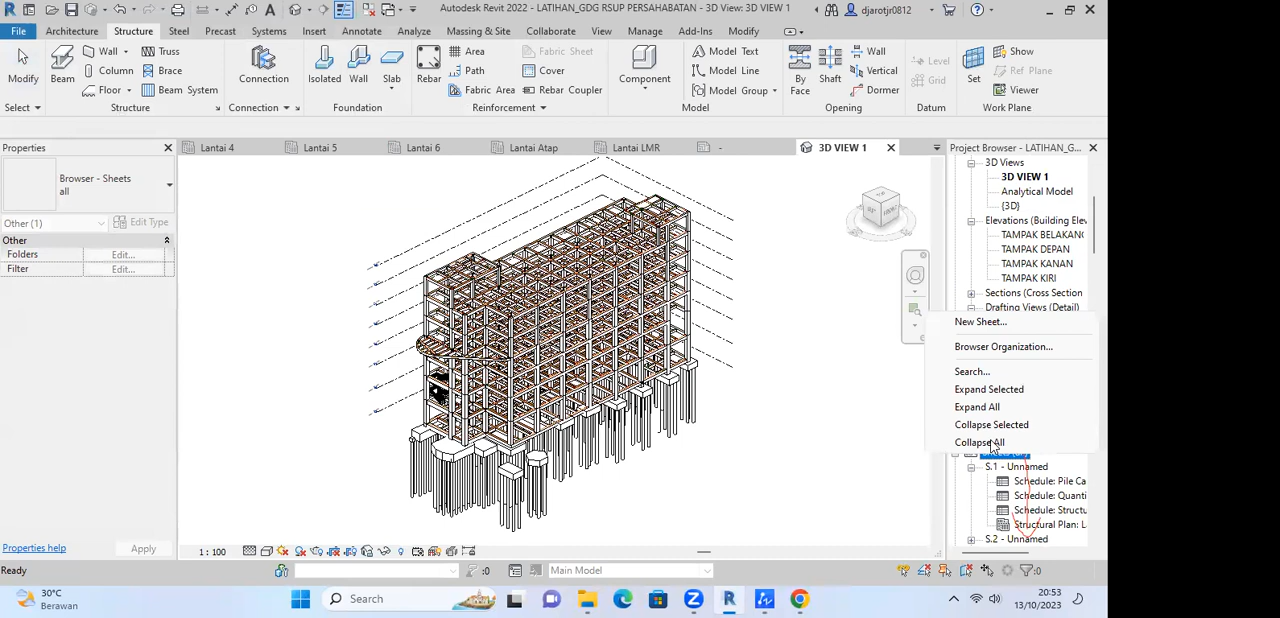 Autodesk Revit 2022 - LATIHAN_GDG RSUP PERSAHABATAN - 3D View: 3D VIEW 1
djarotjr0812
File
Architecture
Structure
Steel
Precast
Systems
Insert
Annotate
Analyze
Massing & Site
Collaborate
View
Manage
Add-Ins
Modify
Modify
Beam
Wall
Column
Floor
Truss
Brace
Beam System
Connection
Isolated
Wall
Slab
Rebar
Area
Path
Fabric Area
Fabric Sheet
Cover
Rebar Coupler
Component
Model Text
Model Line
Model Group
By
Face
Shaft
Wall
Vertical
Dormer
Level
Grid
Set
Show
Ref Plane
Viewer
Select
Structure
Connection
Foundation
Reinforcement
Model
Opening
Datum
Work Plane
Properties
Browser - Sheets
all
Other (1)
Edit Type
Other
Folders
Edit...
Filter
Edit...
Properties help
Apply
Lantai 4
Lantai 5
Lantai 6
Lantai Atap
Lantai LMR
-
3D VIEW 1
Project Browser - LATIHAN_G...
3D Views
3D VIEW 1
Analytical Model
{3D}
Elevations (Building Elev
TAMPAK BELAKANG
TAMPAK DEPAN
TAMPAK KANAN
TAMPAK KIRI
Sections (Cross Section
Drafting Views (Detail)
New Sheet...
Browser Organization...
Search...
Expand Selected
Expand All
Collapse Selected
Collapse All
S.1 - Unnamed
Schedule: Pile Ca
Schedule: Quanti
Schedule: Structu
Structural Plan: L
S.2 - Unnamed
1 : 100
Ready
:0
Main Model
:0
30°C
Berawan
Search
20:53
13/10/2023